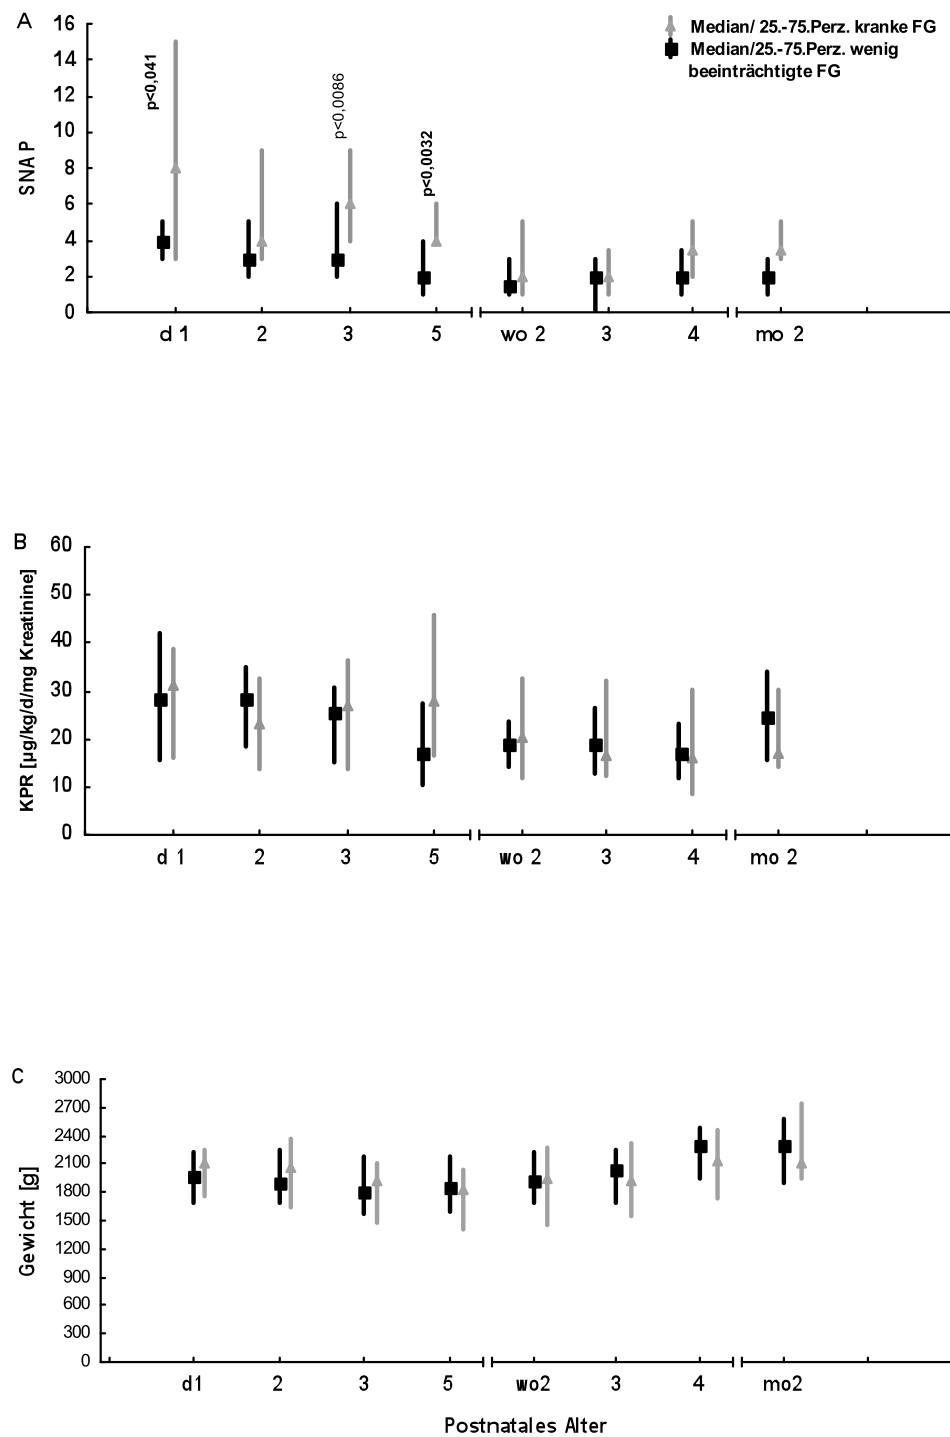 A
16
14
12
10
8
6
4
2
0
SNAP
p<0,041
p<0,0086
p<0,0032
Median/ 25.-75.Perz. kranke FG
Median/25.-75.Perz. wenig
beeinträchtigte FG
d 1 2 3 5 wo 2 3 4 mo 2
B
60
50
40
30
20
10
0
KPR [µg/kg/d/mg Kreatinine]
d 1 2 3 5 wo 2 3 4 mo 2
C
3000
2700
2400
2100
1800
1500
1200
900
600
300
0
Gewicht [g]
d1 2 3 5 wo2 3 4 mo2
Postnatales Alter